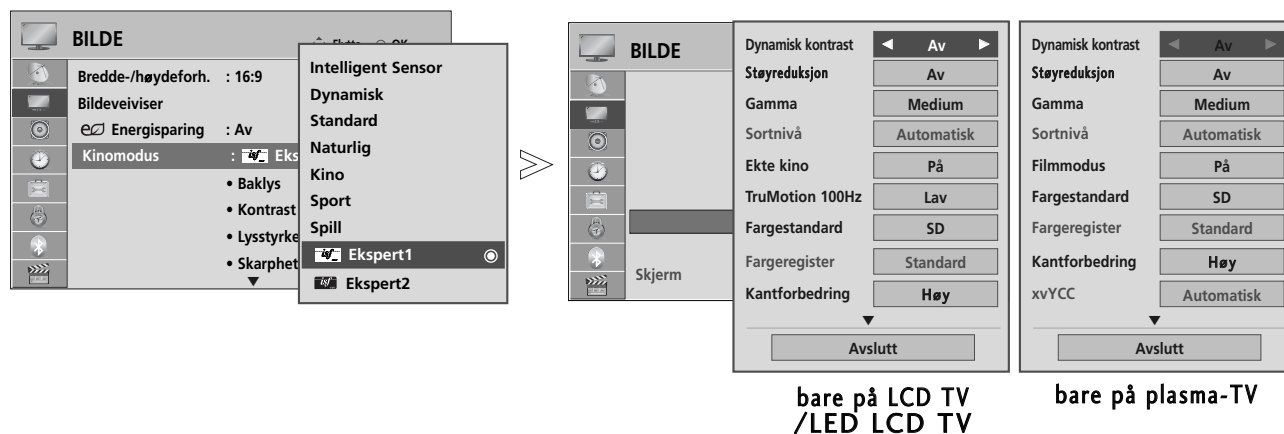 BILDE
OK
Bredde-/høydeforh. : 16:9
Bildeveiviser
Energisparing : Av
Kinomodus : isf Eks
• Baklys
• Kontrast
• Lysstyrke
• Skarphet
Intelligent Sensor
Dynamisk
Standard
Naturlig
Kino
Sport
Spill
isf Ekspert1
isf Ekspert2
BILDE
Skjerm
Dynamisk kontrast Av
Støyreduksjon Av
Gamma Medium
Sortnivå Automatisk
Ekte kino På
TruMotion 100Hz Lav
Fargestandard SD
Fargeregister Standard
Kantforbedring Høy
Avslutt
bare på LCD TV
/LED LCD TV
Dynamisk kontrast Av
Støyreduksjon Av
Gamma Medium
Sortnivå Automatisk
Filmmodus På
Fargestandard SD
Fargeregister Standard
Kantforbedring Høy
xvYCC Automatisk
Avslutt
bare på plasma-TV